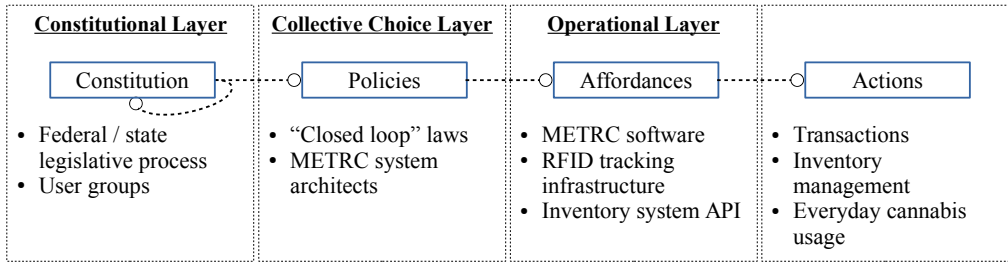 Constitutional Layer
Constitution
• Federal / state
legislative process
• User groups
Collective Choice Layer
Policies
• “Closed loop” laws
• METRC system
architects
Operational Layer
Affordances
• METRC software
• RFID tracking
infrastructure
• Inventory system API
Actions
• Transactions
• Inventory
management
• Everyday cannabis
usage